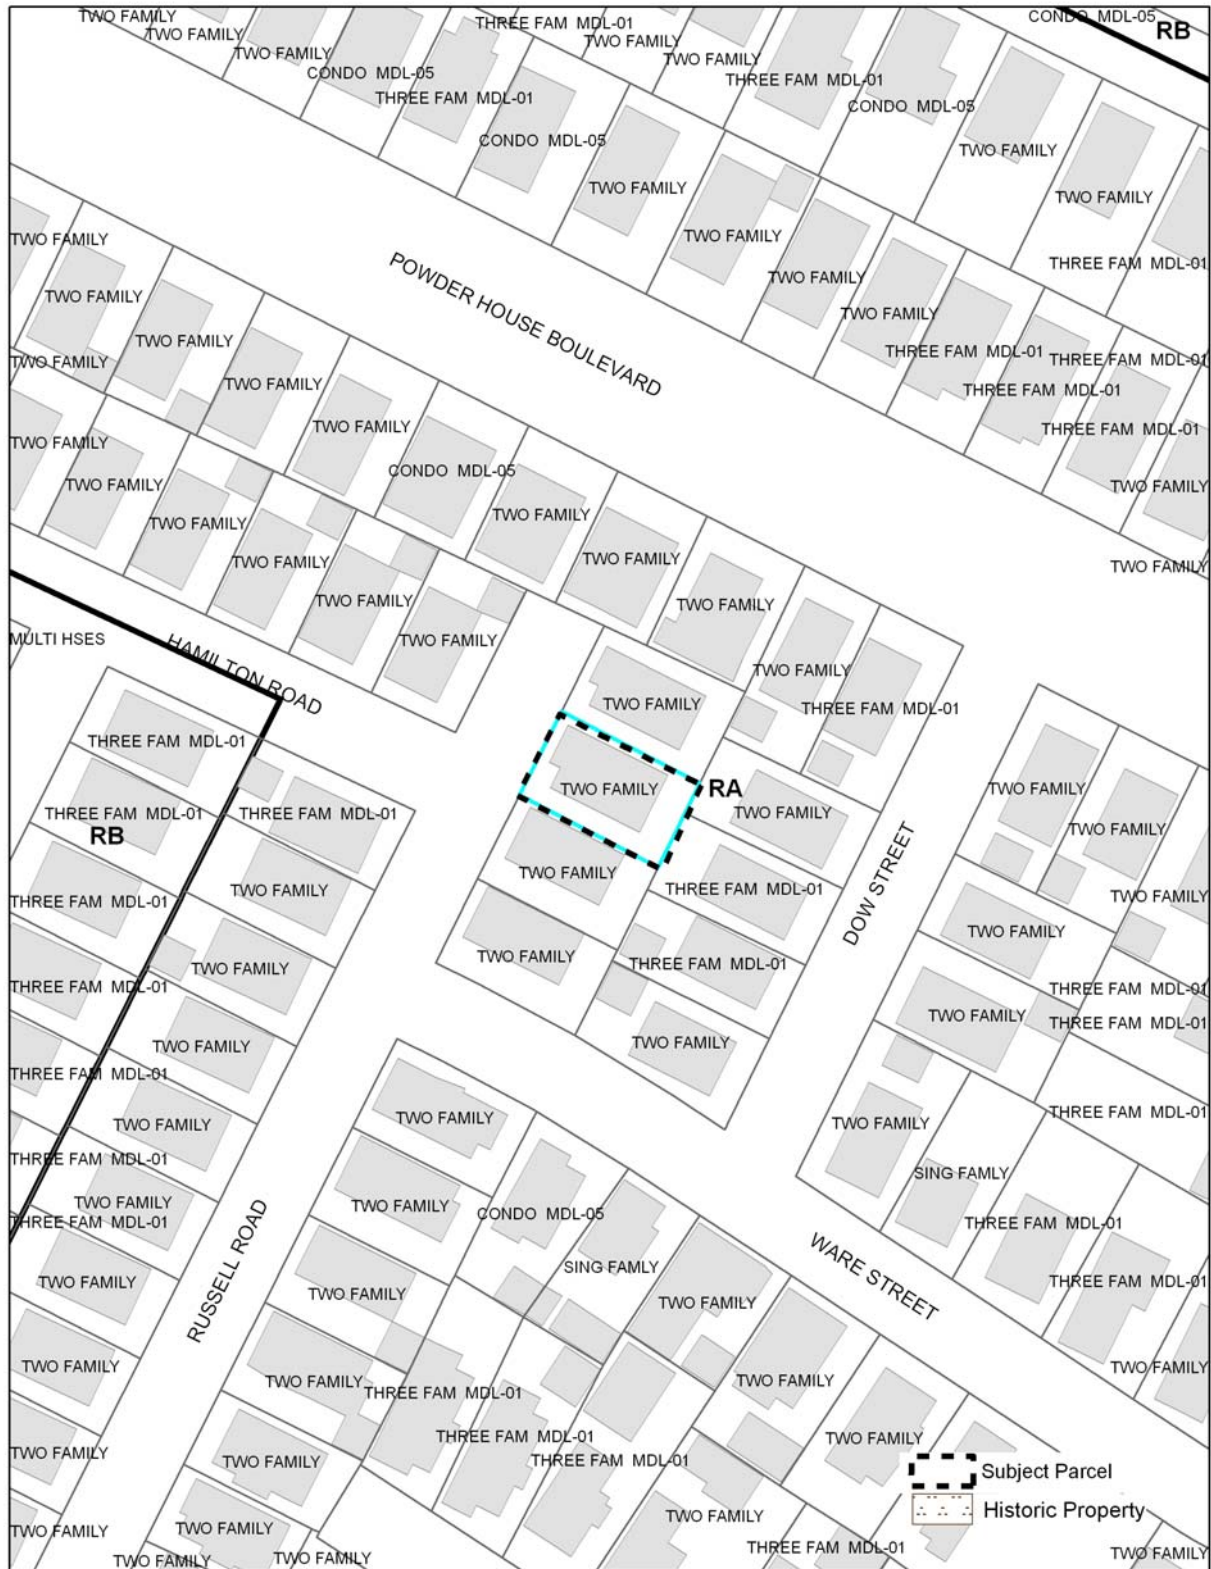 TWO FAMILY
TWO FAMILY
TWO FAMILY
CONDO MDL-05
THREE FAM MDL-01
THREE FAM MDL-01
TWO FAMILY
TWO FAMILY
THREE FAM MDL-01
CONDO MDL-05
CONDO MDL-05
RB
CONDO MDL-05
TWO FAMILY
TWO FAMILY
TWO FAMILY
TWO FAMILY
TWO FAMILY
TWO FAMILY
THREE FAM MDL-01
TWO FAMILY
THREE FAM MDL-01
THREE FAM MDL-01
THREE FAM MDL-01
THREE FAM MDL-01
TWO FAMILY
TWO FAMILY
POWDER HOUSE BOULEVARD
TWO FAMILY
TWO FAMILY
TWO FAMILY
TWO FAMILY
TWO FAMILY
TWO FAMILY
CONDO MDL-05
TWO FAMILY
TWO FAMILY
TWO FAMILY
TWO FAMILY
THREE FAM MDL-01
TWO FAMILY
TWO FAMILY
TWO FAMILY
TWO FAMILY
TWO FAMILY
TWO FAMILY
MULTI HSES
HAMILTON ROAD
TWO FAMILY
TWO FAMILY
RA
TWO FAMILY
TWO FAMILY
TWO FAMILY
THREE FAM MDL-01
THREE FAM MDL-01
TWO FAMILY
DOW STREET
THREE FAM MDL-01
THREE FAM MDL-01
RB
THREE FAM MDL-01
TWO FAMILY
THREE FAM MDL-01
TWO FAMILY
THREE FAM MDL-01
TWO FAMILY
THREE FAM MDL-01
TWO FAMILY
THREE FAM MDL-01
TWO FAMILY
THREE FAM MDL-01
TWO FAMILY
TWO FAMILY
TWO FAMILY
TWO FAMILY
RUSSELL ROAD
TWO FAMILY
TWO FAMILY
TWO FAMILY
TWO FAMILY
THREE FAM MDL-01
THREE FAM MDL-01
THREE FAM MDL-01
TWO FAMILY
SING FAMLY
THREE FAM MDL-01
THREE FAM MDL-01
TWO FAMILY
WARE STREET
TWO FAMILY
TWO FAMILY
CONDO MDL-05
SING FAMLY
TWO FAMILY
TWO FAMILY
TWO FAMILY
TWO FAMILY
TWO FAMILY
THREE FAM MDL-01
THREE FAM MDL-01
THREE FAM MDL-01
TWO FAMILY
TWO FAMILY
TWO FAMILY
TWO FAMILY
TWO FAMILY
THREE FAM MDL-01
TWO FAMILY
Subject Parcel
Historic Property